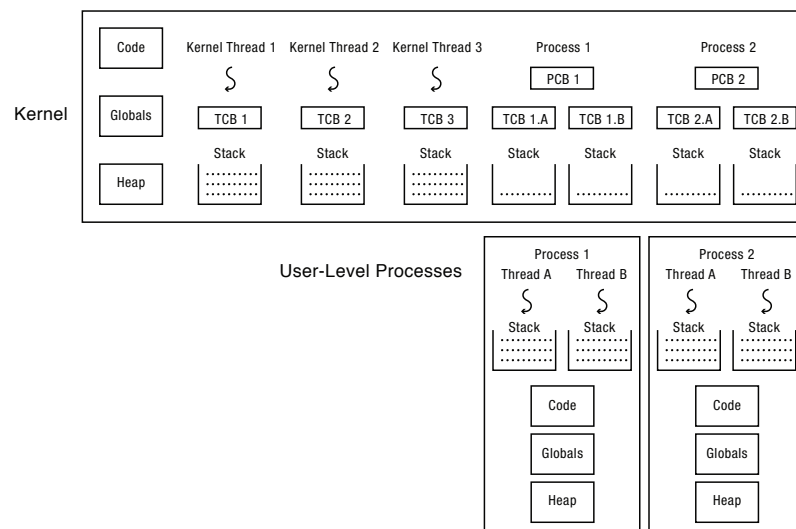 Code Kernel Thread 1 Kernel Thread 2 Kernel Thread 3 Process 1 Process 2
PCB 1 PCB 2
Kernel Globals TCB 1 TCB 2 TCB 3 TCB 1.A TCB 1.B TCB 2.A TCB 2.B
Stack Stack Stack Stack Stack Stack Stack
Heap
User-Level Processes
Process 1 Process 2
Thread A Thread B Thread A Thread B
Stack Stack Stack Stack
Code Code
Globals Globals
Heap Heap